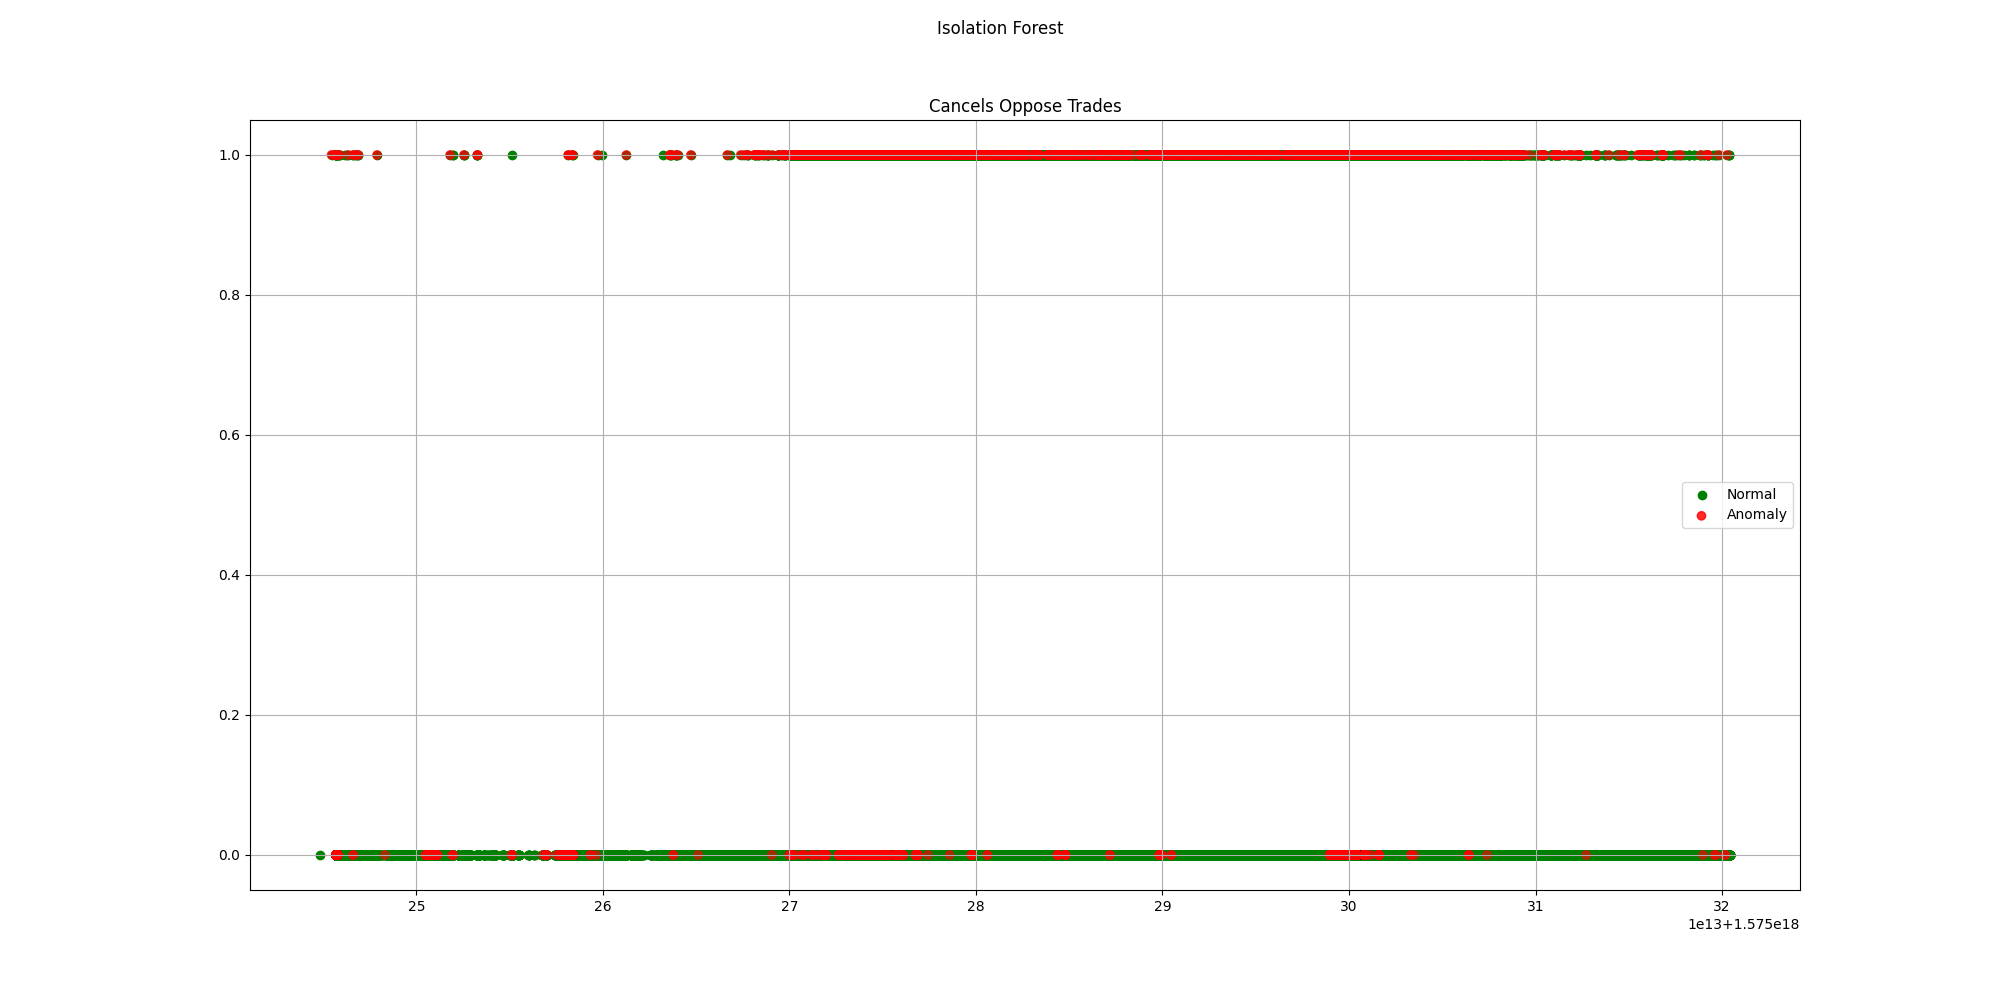 Isolation Forest
Cancels Oppose Trades
1.0
0.8
0.6
0.4
0.2
0.0
Normal
Anomaly
25 26 27 28 29 30 31 32
1e13+1.575e18